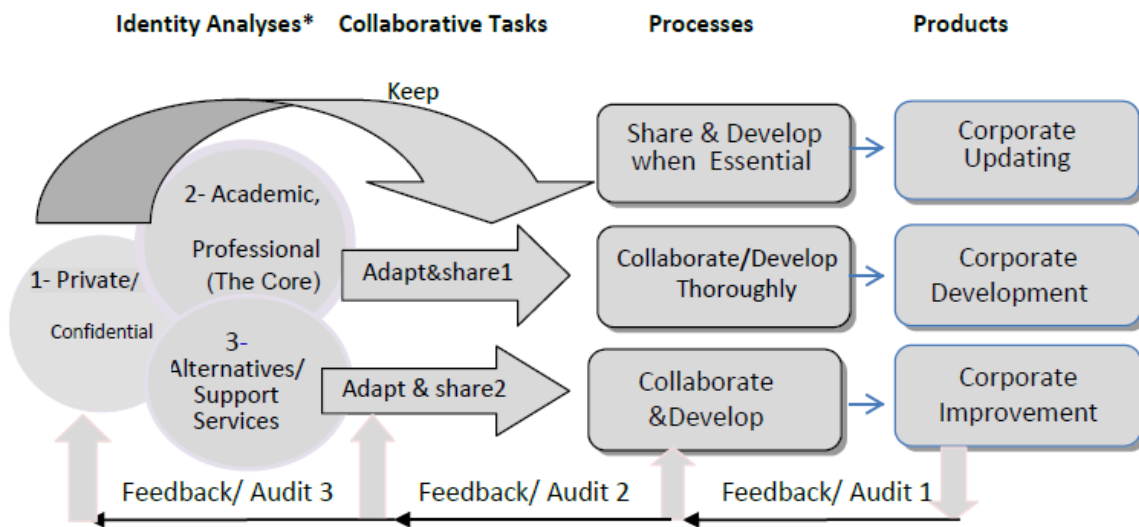 Identity Analyses* Collaborative Tasks Processes Products
Keep
Share & Develop
when Essential
Corporate
Updating
2- Academic,
Professional
(The Core)
1- Private/
Confidential
Adapt&share1
Collaborate/Develop
Thoroughly
Corporate
Development
3-
Alternatives/
Support
Services
Adapt & share2
Collaborate
&Develop
Corporate
Improvement
Feedback/ Audit 3 Feedback/ Audit 2 Feedback/ Audit 1